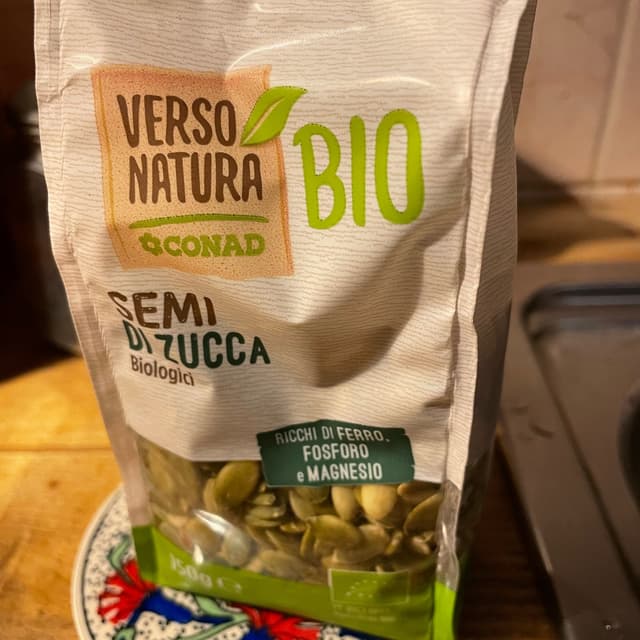 VERSO
NATURA
CONAD
BIO
SEMI
DI ZUCCA
Biologici
RICCHI DI FERRO,
FOSFORO
e MAGNESIO
150g e